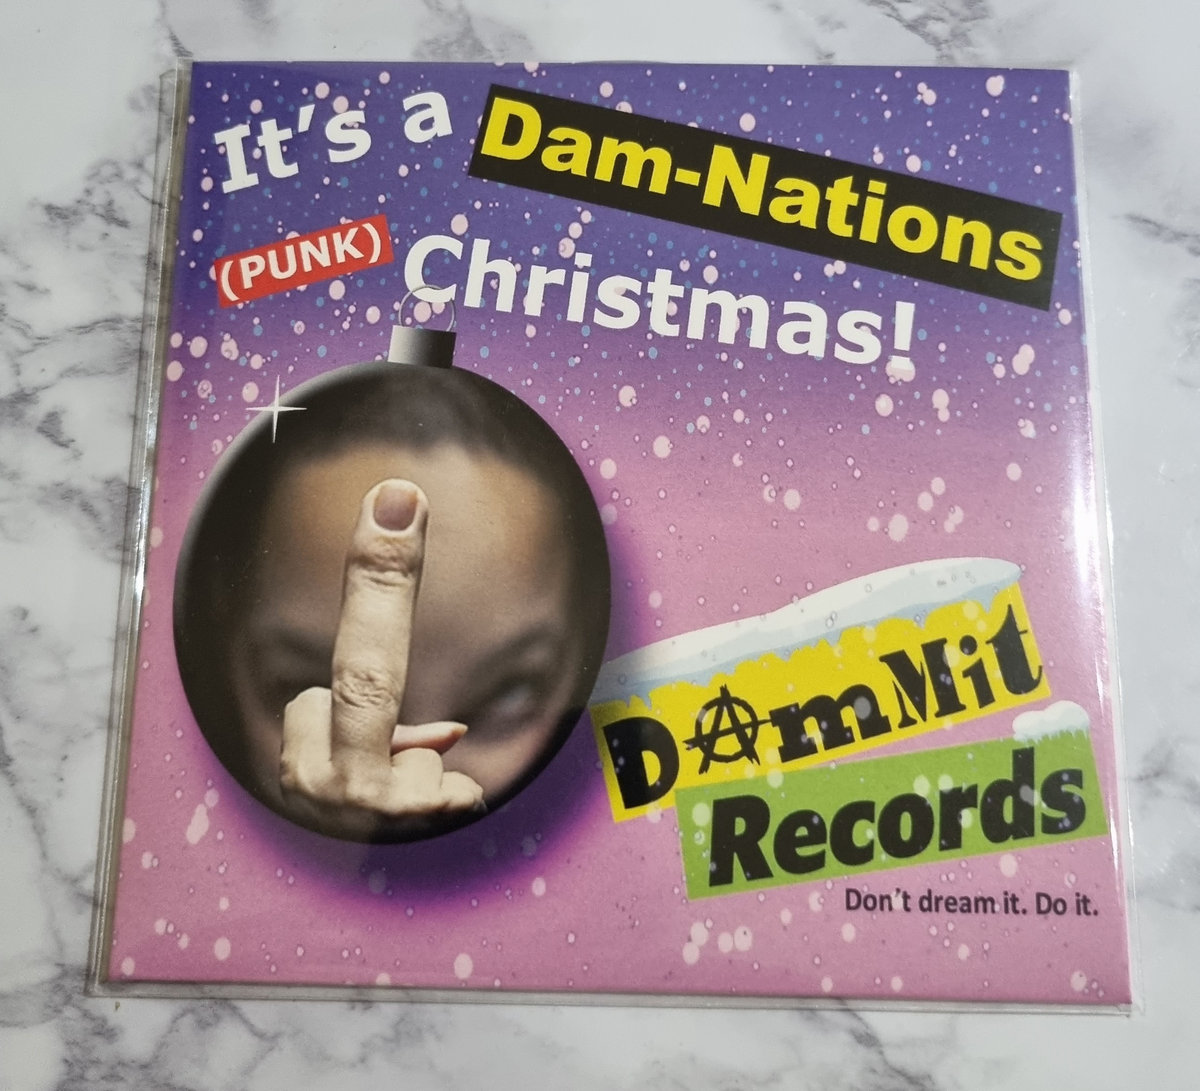 It's a Dam-Nations
(PUNK) Christmas!
DAmMit
Records
Don't dream it. Do it.